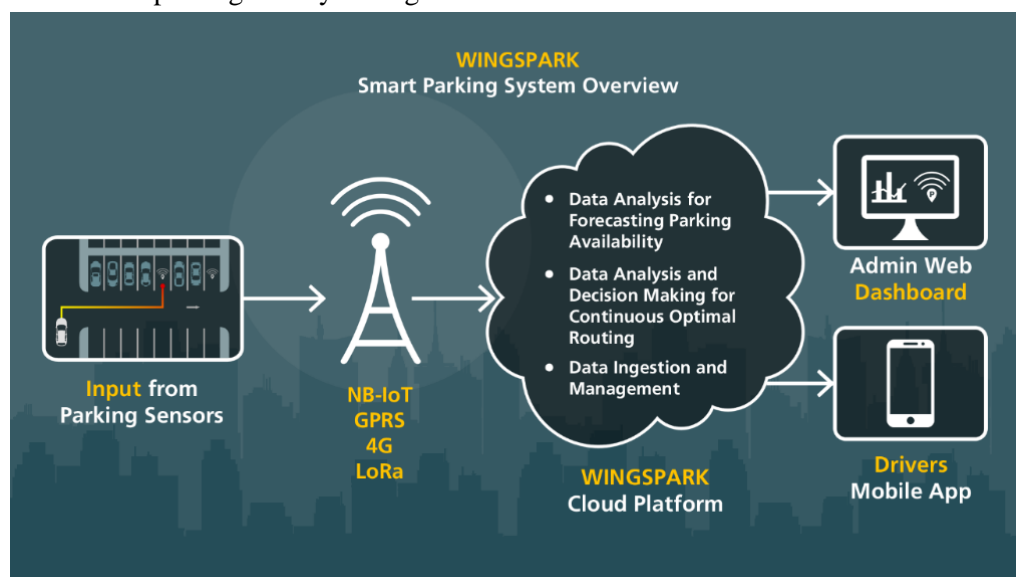 WINGSPARK
Smart Parking System Overview
Input from
Parking Sensors
NB-IoT
GPRS
4G
LoRa
• Data Analysis for
Forecasting Parking
Availability
• Data Analysis and
Decision Making for
Continuous Optimal
Routing
• Data Ingestion and
Management
WINGSPARK
Cloud Platform
P
Admin Web
Dashboard
Drivers
Mobile App